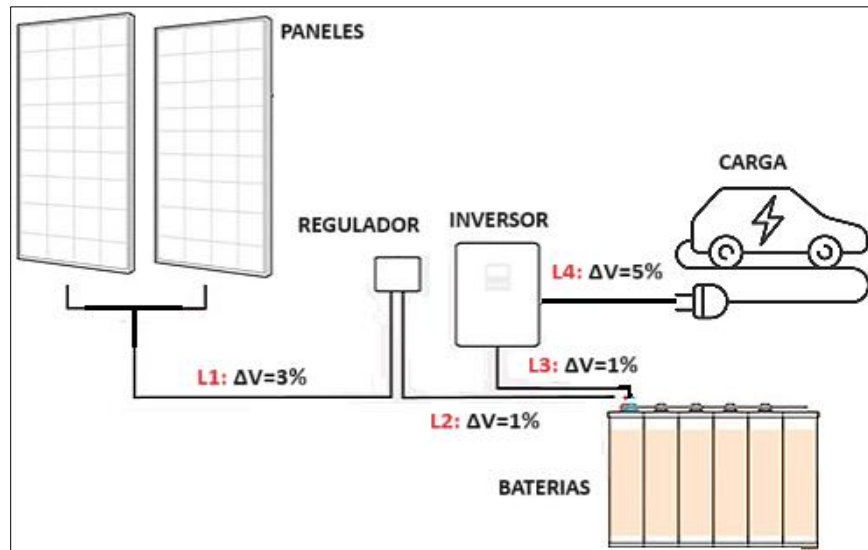 PANELES
CARGA
REGULADOR
INVERSOR
L4: ΔV=5%
L3: ΔV=1%
L1: ΔV=3%
L2: ΔV=1%
BATERIAS